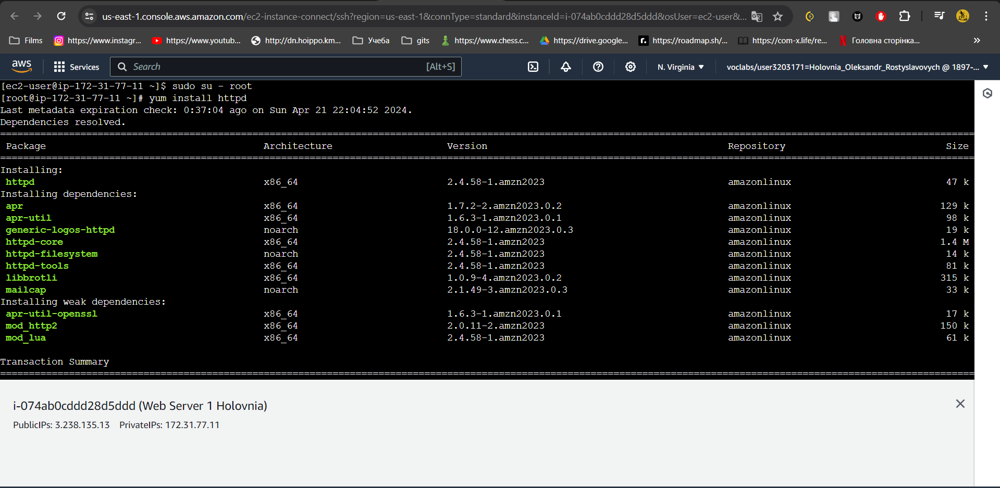 us-east-1.console.aws.amazon.com/ec2-instance-connect/ssh?region=us-east-1&connType=standard&instanceId=i-074ab0cddd28d5ddd&osUser=ec2-user&...
Films https://www.instagr... https://www.youtub... http://dn.hoippo.km... Учеба gits https://www.chess.c... https://drive.google... https://roadmap.sh/... https://com-x.life/re... Головна сторінка... »
aws Services Search [Alt+S] N. Virginia voclabs/user3203171=Holovnia_Oleksandr_Rostyslavovych @ 1897-...
[ec2-user@ip-172-31-77-11 ~]$ sudo su - root
[root@ip-172-31-77-11 ~]# yum install httpd
Last metadata expiration check: 0:37:04 ago on Sun Apr 21 22:04:52 2024.
Dependencies resolved.
Package Architecture Version Repository Size
Installing:
httpd x86_64 2.4.58-1.amzn2023 amazonlinux 47 k
Installing dependencies:
apr x86_64 1.7.2-2.amzn2023.0.2 amazonlinux 129 k
apr-util x86_64 1.6.3-1.amzn2023.0.1 amazonlinux 98 k
generic-logos-httpd noarch 18.0.0-12.amzn2023.0.3 amazonlinux 19 k
httpd-core x86_64 2.4.58-1.amzn2023 amazonlinux 1.4 M
httpd-filesystem noarch 2.4.58-1.amzn2023 amazonlinux 14 k
httpd-tools x86_64 2.4.58-1.amzn2023 amazonlinux 81 k
libbrotli x86_64 1.0.9-4.amzn2023.0.2 amazonlinux 315 k
mailcap noarch 2.1.49-3.amzn2023.0.3 amazonlinux 33 k
Installing weak dependencies:
apr-util-openssl x86_64 1.6.3-1.amzn2023.0.1 amazonlinux 17 k
mod_http2 x86_64 2.0.11-2.amzn2023 amazonlinux 150 k
mod_lua x86_64 2.4.58-1.amzn2023 amazonlinux 61 k
Transaction Summary
i-074ab0cddd28d5ddd (Web Server 1 Holovnia)
PublicIPs: 3.238.135.13 PrivateIPs: 172.31.77.11